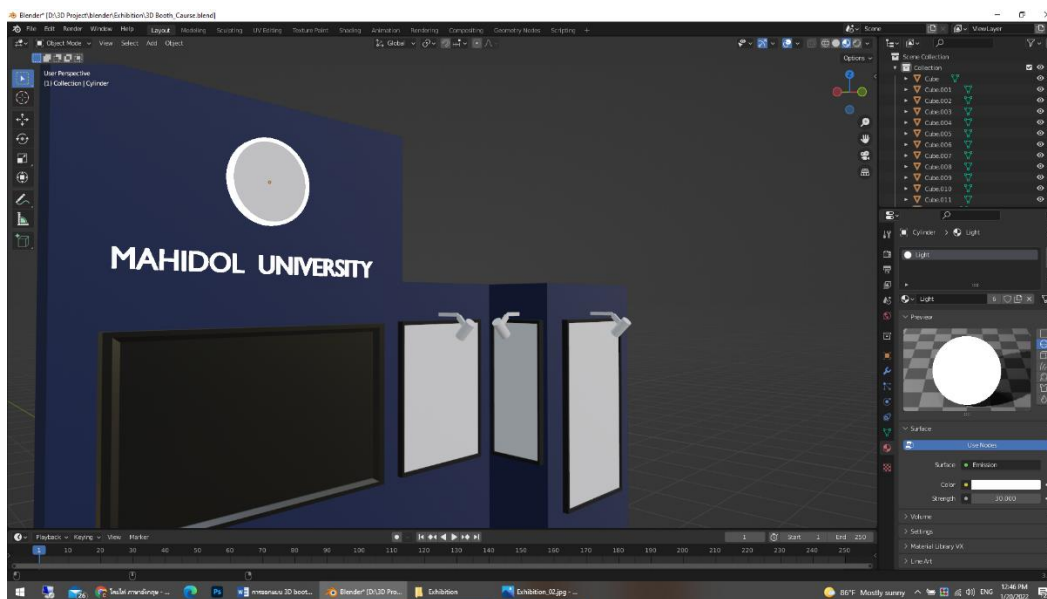 Blender* [D:\3D Project\blender\Exhibition\3D Booth_Caurse.blend]
File Edit Render Window Help Layout Modeling Sculpting UV Editing Texture Paint Shading Animation Rendering Compositing Geometry Nodes Scripting + Scene ViewLayer
Object Mode View Select Add Object Global
Options
User Perspective
(1) Collection | Cylinder
Scene Collection
Collection
Cube
Cube.001
Cube.002
Cube.003
Cube.004
Cube.005
Cube.006
Cube.007
Cube.008
Cube.009
Cube.010
Cube.011
MAHIDOL UNIVERSITY
Cylinder > Light
Light
Light 6
Preview
Surface
Use Nodes
Surface Emission
Color
Strength 30.000
Volume
Settings
Material Library VX
Line Art
Playback Keying View Marker 1 Start 1 End 250
1 10 20 30 40 50 60 70 80 90 100 110 120 130 140 150 160 170 180 190 200 210 220 230 240 250
Blender* [D:\3D Pro... Exhibition Exhibition_02.jpg - ... 86°F Mostly sunny ENG 12:46 PM
1/20/2022